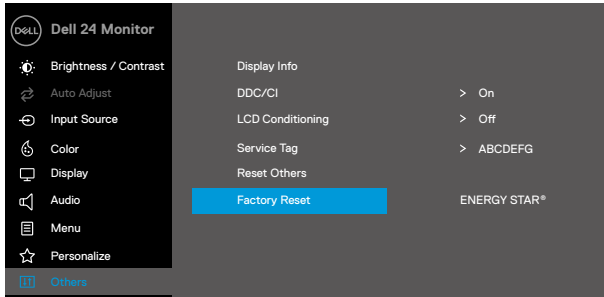 DELL Dell 24 Monitor
Brightness / Contrast
Auto Adjust
Input Source
Color
Display
Audio
Menu
Personalize
Others
Display Info
DDC/CI > On
LCD Conditioning > Off
Service Tag > ABCDEFG
Reset Others
Factory Reset ENERGY STAR®